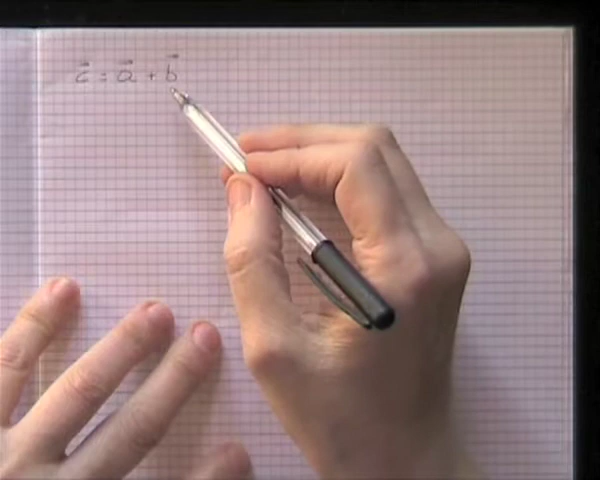 c⃗ = a⃗ + b⃗